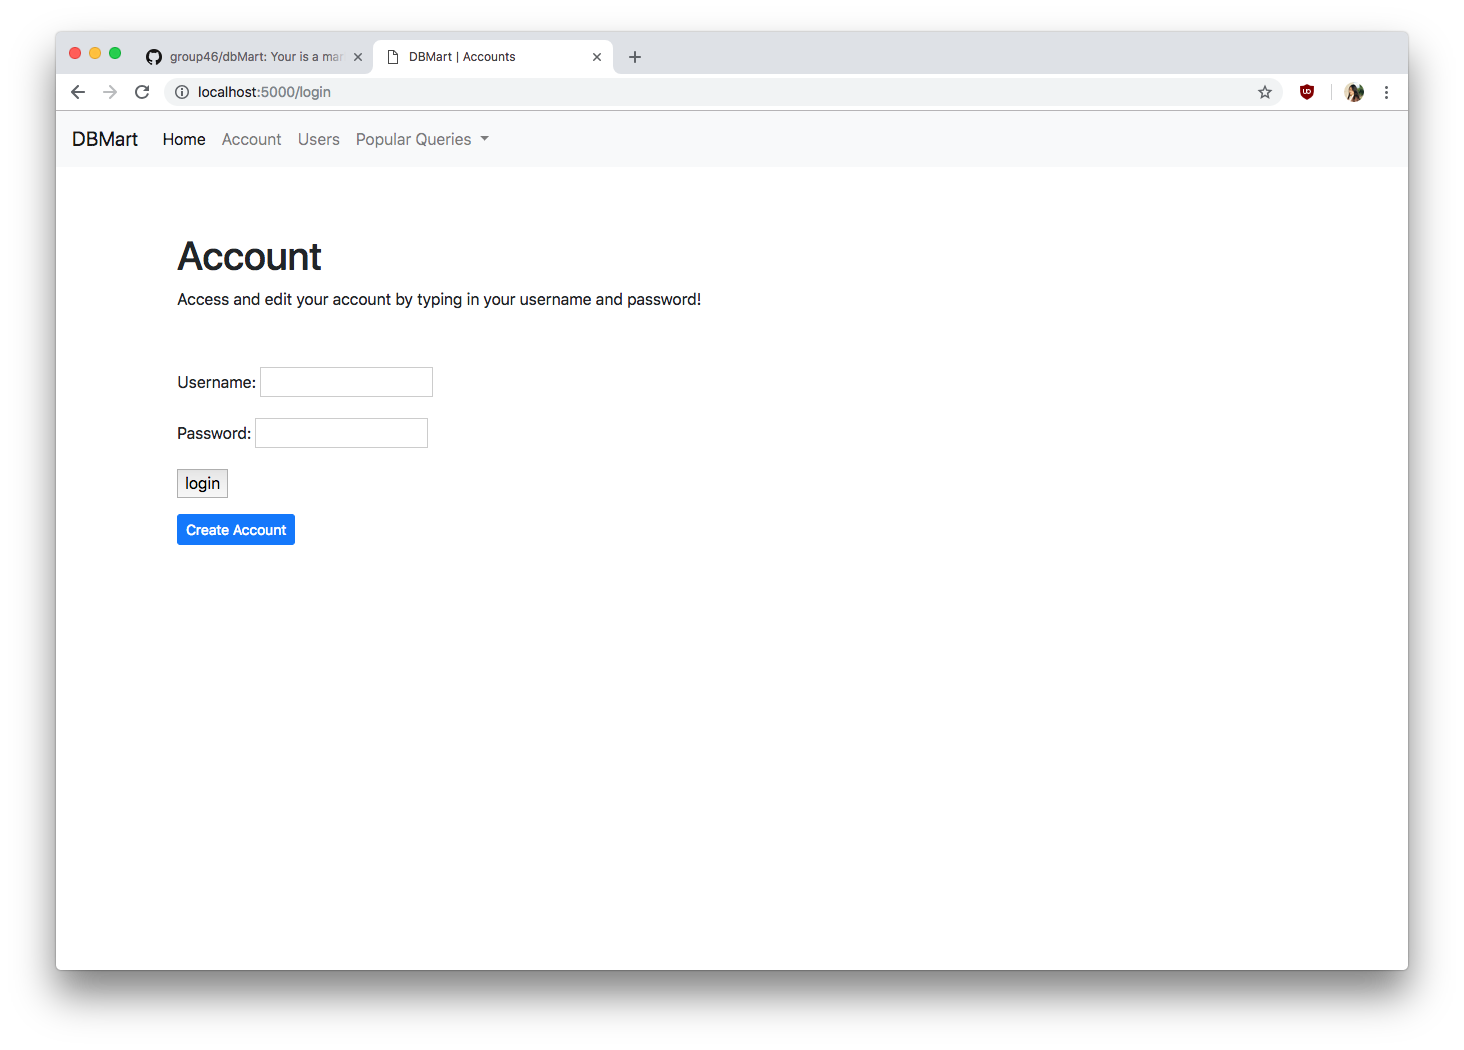 group46/dbMart: Your is a mar
DBMart | Accounts
localhost:5000/login
DBMart Home Account Users Popular Queries
Account
Access and edit your account by typing in your username and password!
Username:
Password:
login
Create Account